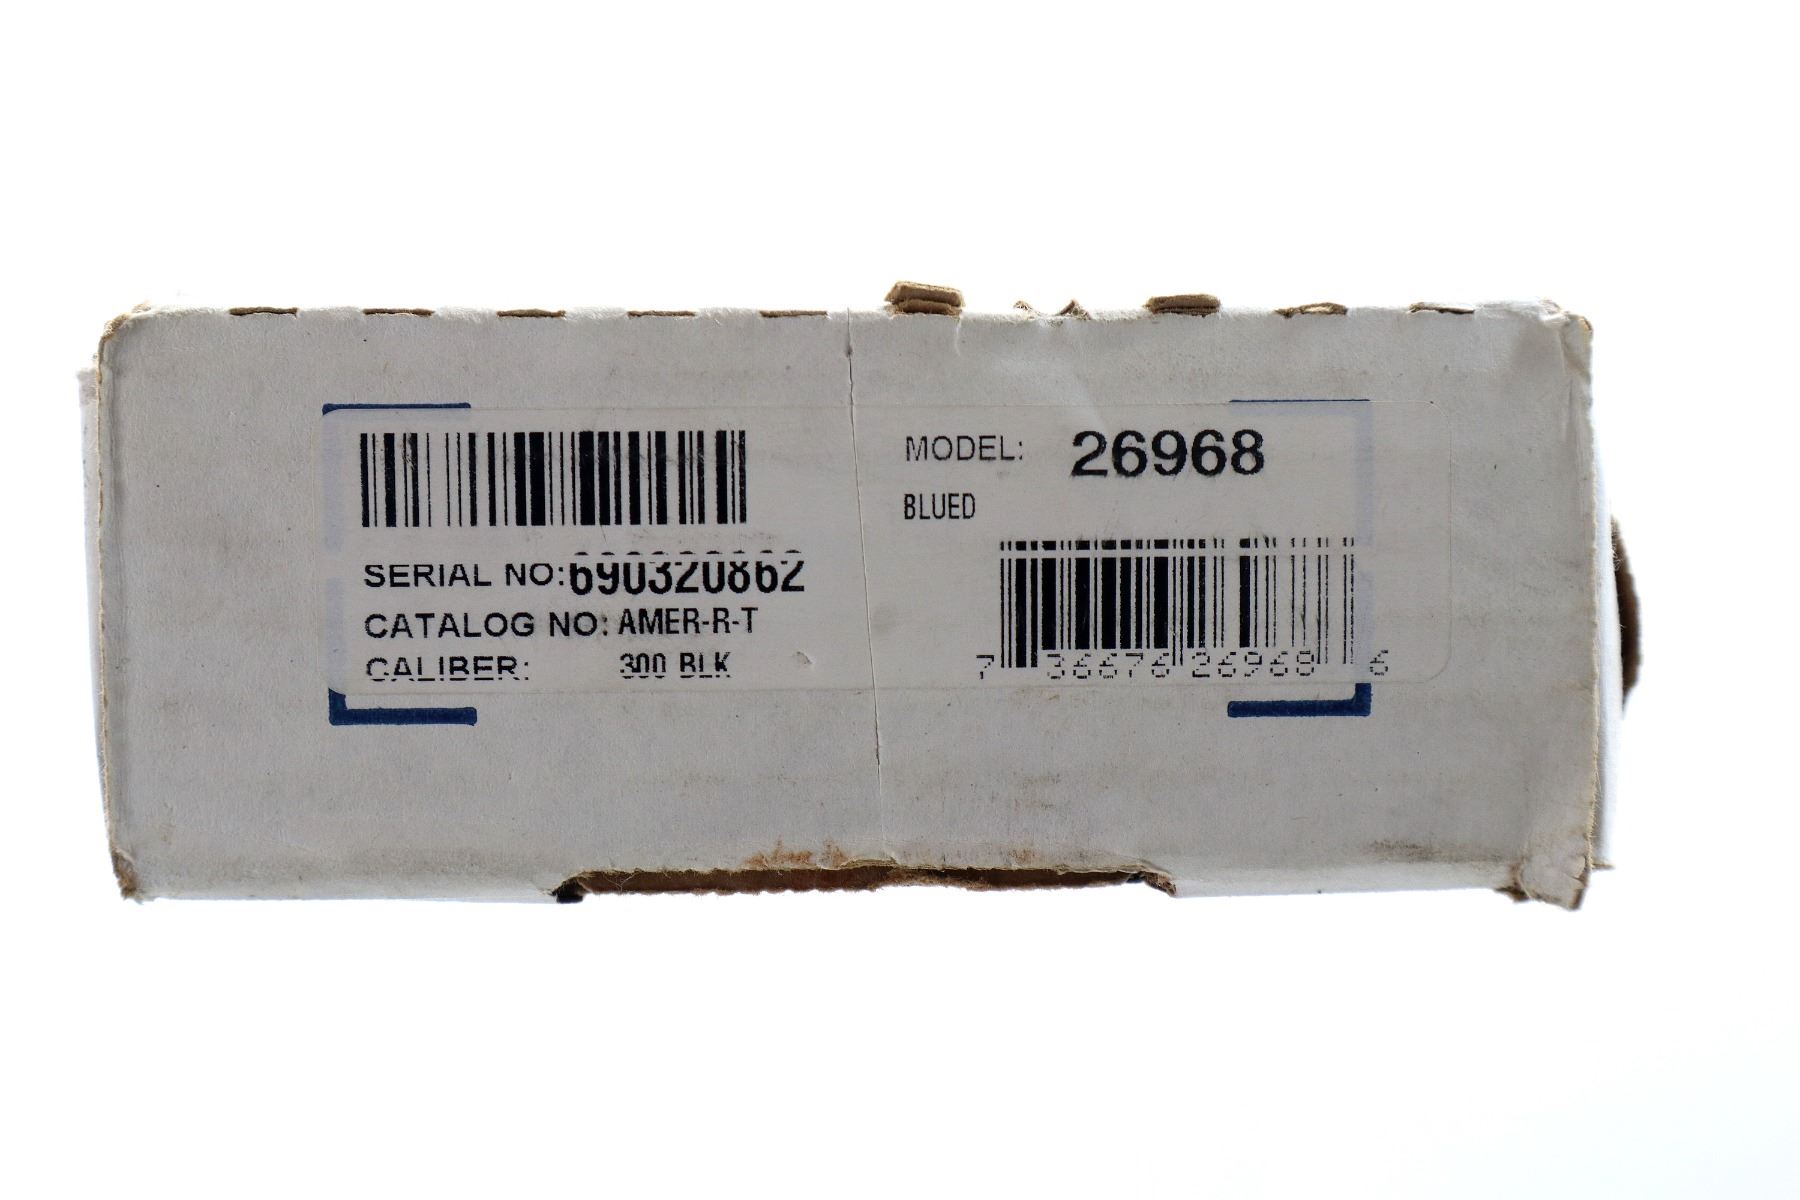 SERIAL NO: 690320862
CATALOG NO: AMER-R-T
CALIBER: 300 BLK
MODEL: 26968
BLUED
7 36676 26968 6